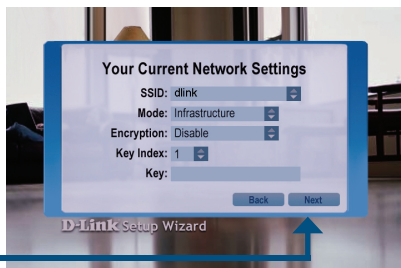 Your Current Network Settings
SSID: dlink
Mode: Infrastructure
Encryption: Disable
Key Index: 1
Key:
Back Next
D-Link Setup Wizard